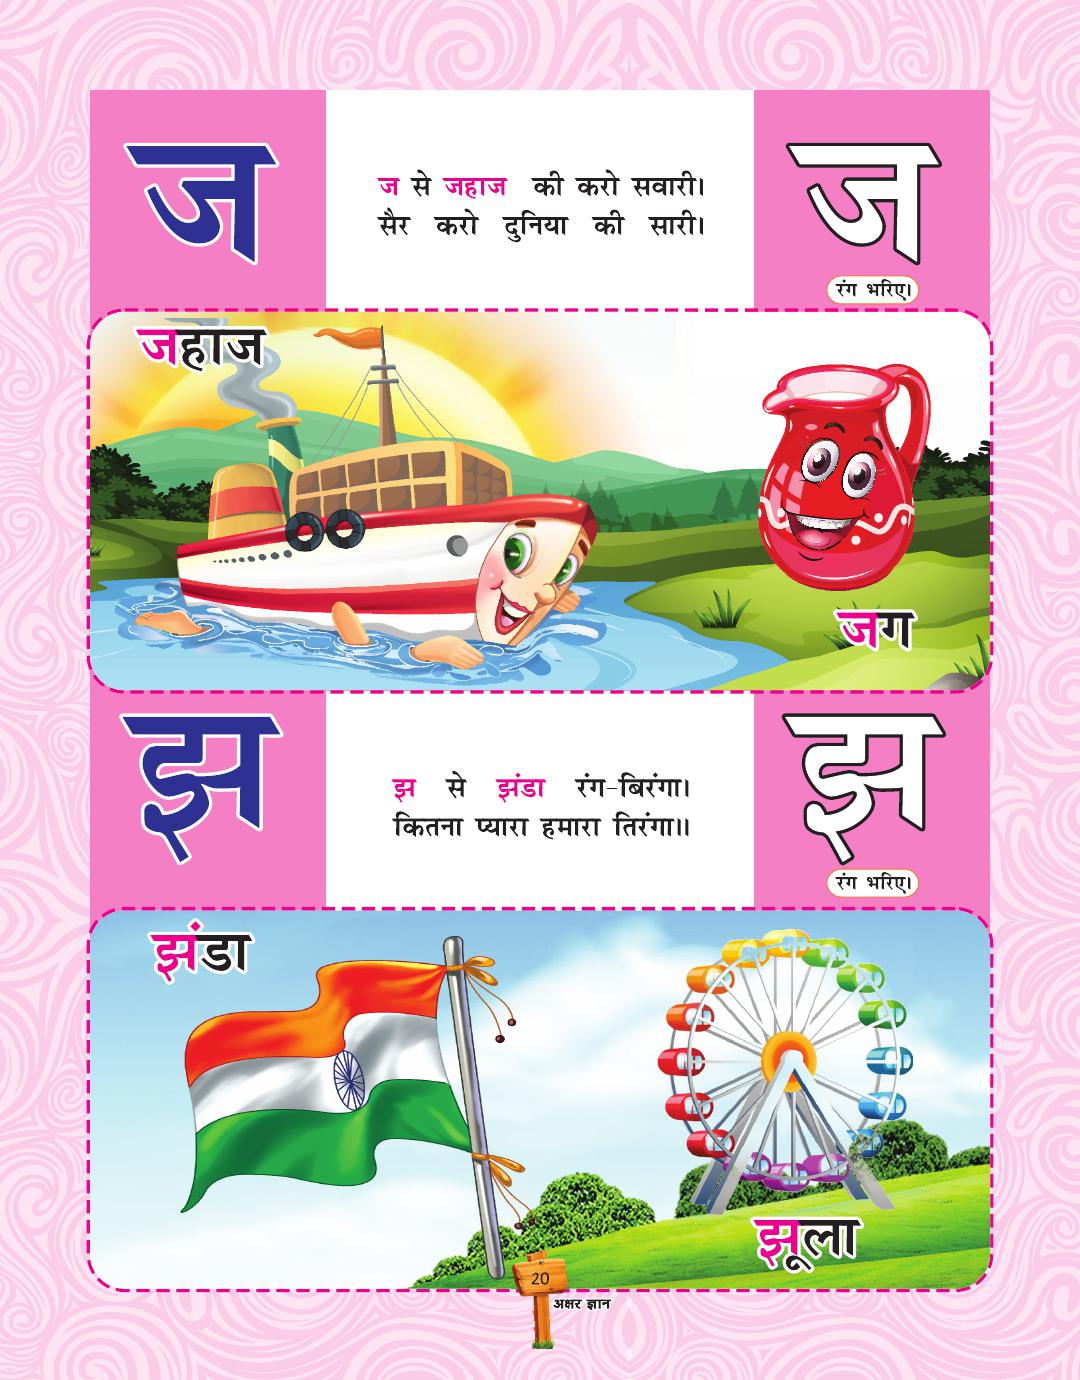 ज
ज से जहाज की करो सवारी।
सैर करो दुनिया की सारी।
ज
रंग भरिए।
जहाज
जग
झ
झ से झंडा रंग-बिरंगा।
कितना प्यारा हमारा तिरंगा॥
झ
रंग भरिए।
झंडा
झूला
20
अक्षर ज्ञान